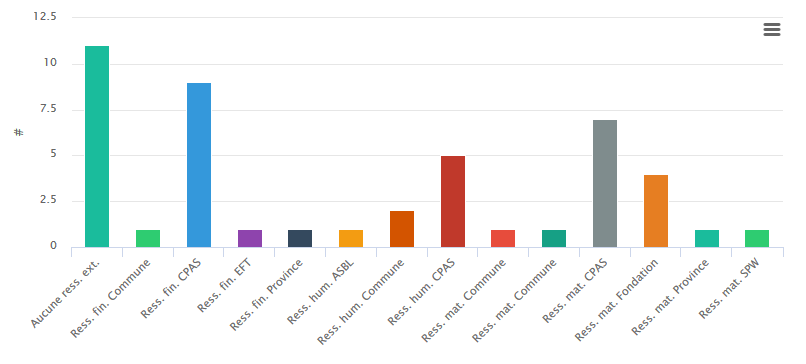 12.5
10
7.5
5
2.5
0
#
Aucune ress. ext.
Ress. fin. Commune
Ress. fin. CPAS
Ress. fin. EFT
Ress. fin. Province
Ress. hum. ASBL
Ress. hum. Commune
Ress. hum. CPAS
Ress. mat. Commune
Ress. mat. Commune
Ress. mat. CPAS
Ress. mat. Fondation
Ress. mat. Province
Ress. mat. SPW